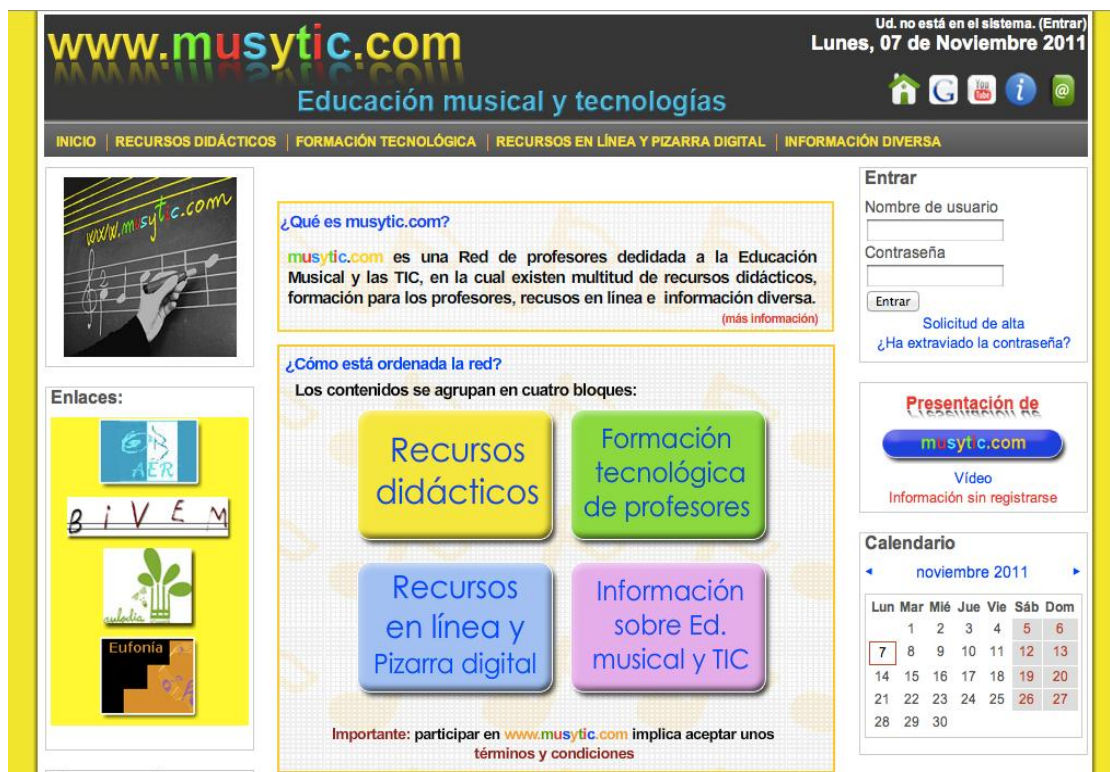 www.musytic.com
Educación musical y tecnologías
Ud. no está en el sistema. (Entrar)
Lunes, 07 de Noviembre 2011
G
You Tube
i
@
INICIO | RECURSOS DIDÁCTICOS | FORMACIÓN TECNOLÓGICA | RECURSOS EN LÍNEA Y PIZARRA DIGITAL | INFORMACIÓN DIVERSA
www.musytic.com
Enlaces:
AER
BiVEM
aulodia
Eufonía
¿Qué es musytic.com?
musytic.com es una Red de profesores dedidada a la Educación
Musical y las TIC, en la cual existen multitud de recursos didácticos,
formación para los profesores, recusos en línea e información diversa.
(más información)
¿Cómo está ordenada la red?
Los contenidos se agrupan en cuatro bloques:
Recursos
didácticos
Formación
tecnológica
de profesores
Recursos
en línea y
Pizarra digital
Información
sobre Ed.
musical y TIC
Importante: participar en www.musytic.com implica aceptar unos
términos y condiciones
Entrar
Nombre de usuario
Contraseña
Entrar
Solicitud de alta
¿Ha extraviado la contraseña?
Presentación de
musytic.com
Vídeo
Información sin registrarse
Calendario
◄ noviembre 2011 ►
Lun Mar Mié Jue Vie Sáb Dom
1 2 3 4 5 6
7 8 9 10 11 12 13
14 15 16 17 18 19 20
21 22 23 24 25 26 27
28 29 30